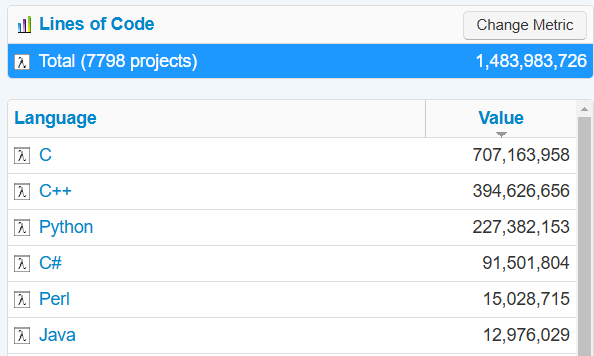 Lines of Code Change Metric
λ Total (7798 projects) 1,483,983,726
Language Value
λ C 707,163,958
λ C++ 394,626,656
λ Python 227,382,153
λ C# 91,501,804
λ Perl 15,028,715
λ Java 12,976,029